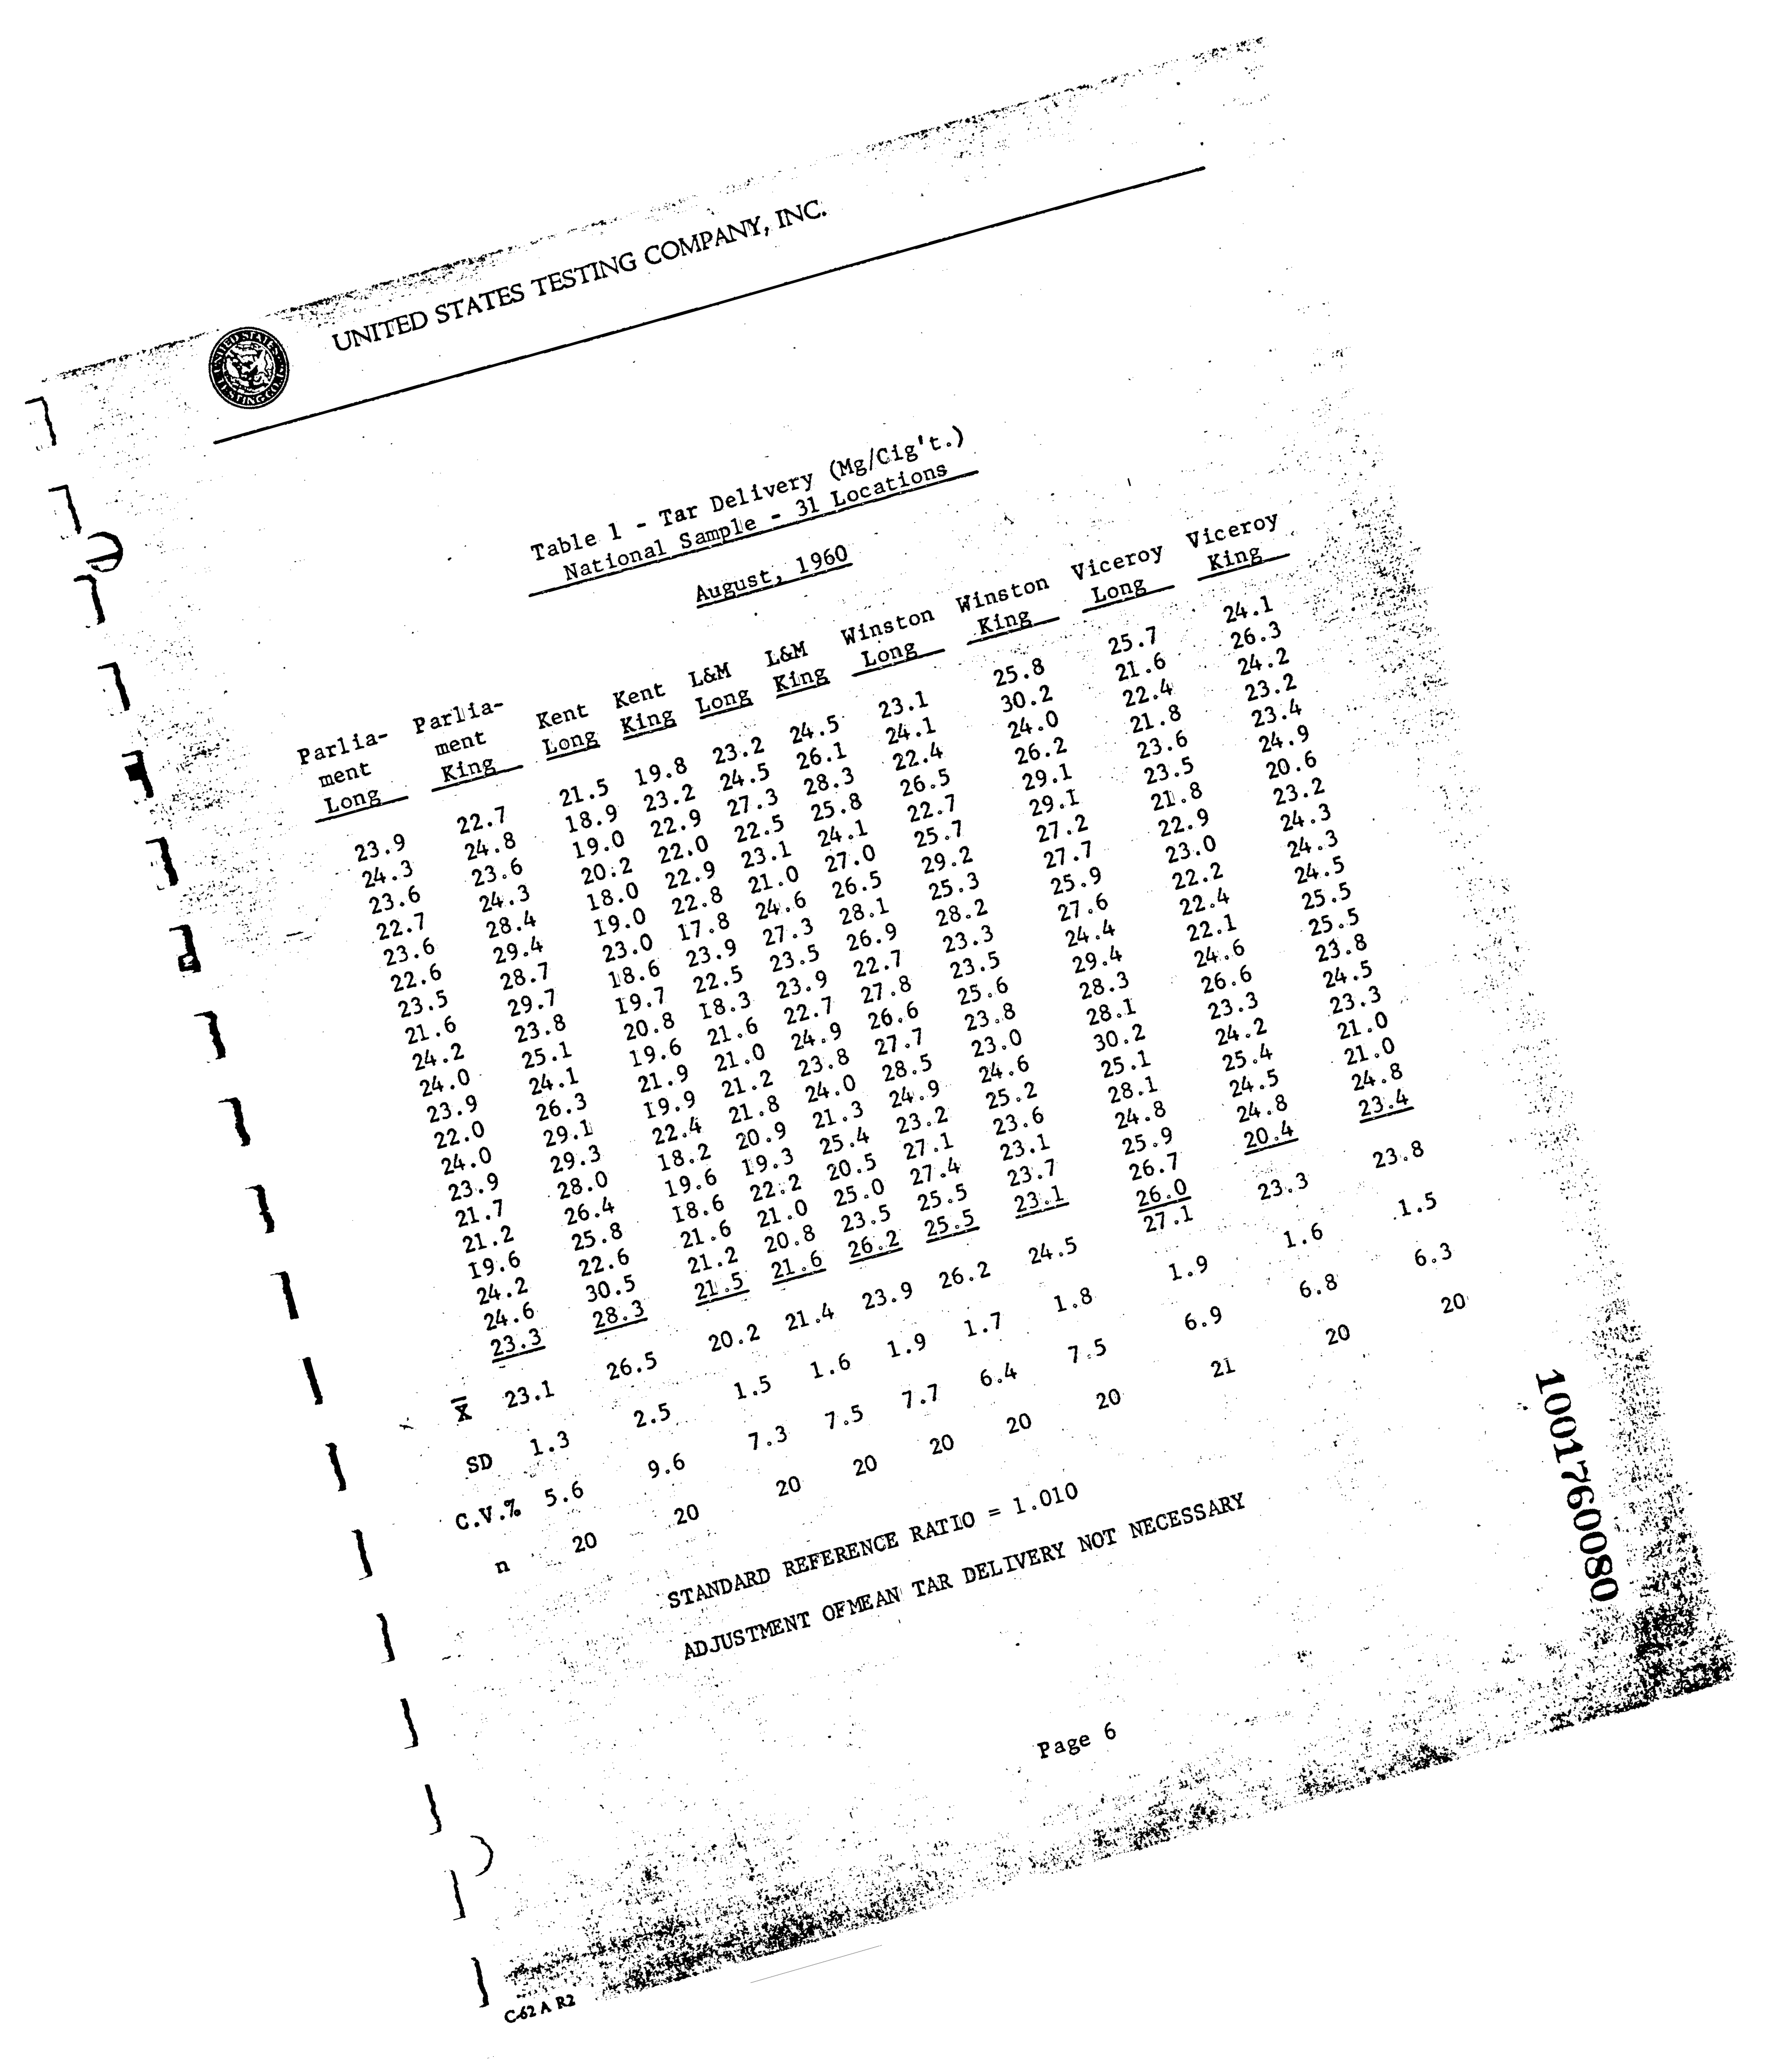 UNITED STATES TESTING COMPANY, INC.
Table 1 - Tar Delivery (Mg/Cig't.)
National Sample - 31 Locations
August, 1960
Parlia- Parlia- Kent Kent L&M L&M Winston Winston Viceroy Viceroy
ment ment Long King Long King Long King Long King
Long King
23.9 22.7 21.5 19.8 23.2 24.5 23.1 25.8 25.7 24.1
24.3 24.8 18.9 23.2 24.5 26.1 24.1 30.2 21.6 26.3
23.6 23.6 19.0 22.9 27.3 28.3 22.4 24.0 22.4 24.2
22.7 24.3 20.2 22.0 22.5 25.8 26.5 26.2 21.8 23.2
23.6 28.4 18.0 22.9 23.1 24.1 22.7 29.1 23.6 23.4
22.6 29.4 19.0 22.8 21.0 27.0 25.7 29.1 23.5 24.9
23.5 28.7 23.0 17.8 24.6 26.5 29.2 27.2 21.8 20.6
21.6 29.7 18.6 23.9 27.3 28.1 25.3 27.7 22.9 23.2
24.2 23.8 19.7 22.5 23.5 26.9 28.2 25.9 23.0 24.3
24.0 25.1 20.8 18.3 23.9 22.7 23.3 27.6 22.2 24.3
23.9 24.1 19.6 21.6 22.7 27.8 23.5 24.4 22.4 24.5
22.0 26.3 21.9 21.0 24.9 26.6 25.6 29.4 22.1 25.5
24.0 29.1 19.9 21.2 23.8 27.7 23.8 28.3 24.6 25.5
23.9 29.3 22.4 21.8 24.0 28.5 23.0 28.1 26.6 23.8
21.7 28.0 18.2 20.9 21.3 24.9 24.6 30.2 23.3 24.5
21.2 26.4 19.6 19.3 25.4 23.2 25.2 25.1 24.2 23.3
19.6 25.8 18.6 22.2 20.5 27.1 23.6 28.1 25.4 21.0
24.2 22.6 21.6 21.0 25.0 27.4 23.1 24.8 24.5 21.0
24.6 30.5 21.2 20.8 23.5 25.5 23.7 25.9 24.8 24.8
23.3 28.3 21.5 21.6 26.2 25.5 23.1 26.7 20.4 23.4
26.0
X̄ 23.1 26.5 20.2 21.4 23.9 26.2 24.5 27.1 23.3 23.8
SD 1.3 2.5 1.5 1.6 1.9 1.7 1.8 1.9 1.6 1.5
C.V.% 5.6 9.6 7.3 7.5 7.7 6.4 7.5 6.9 6.8 6.3
n 20 20 20 20 20 20 20 21 20 20
STANDARD REFERENCE RATIO = 1.010
ADJUSTMENT OFMEAN TAR DELIVERY NOT NECESSARY
Page 6
1001760080
C-62 A R2